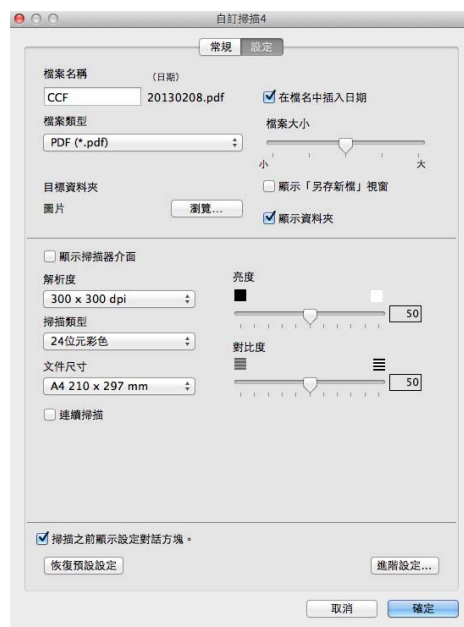 自訂掃描4
常規 設定
檔案名稱 （日期）
CCF 20130208.pdf 在檔名中插入日期
檔案類型 檔案大小
PDF (*.pdf)
小 大
目標資料夾 顯示「另存新檔」視窗
圖片 瀏覽... 顯示資料夾
顯示掃描器介面
解析度 亮度
300 x 300 dpi 50
掃描類型
24位元彩色 對比度
文件尺寸
A4 210 x 297 mm 50
連續掃描
掃描之前顯示設定對話方塊。
恢復預設設定 進階設定...
取消 確定